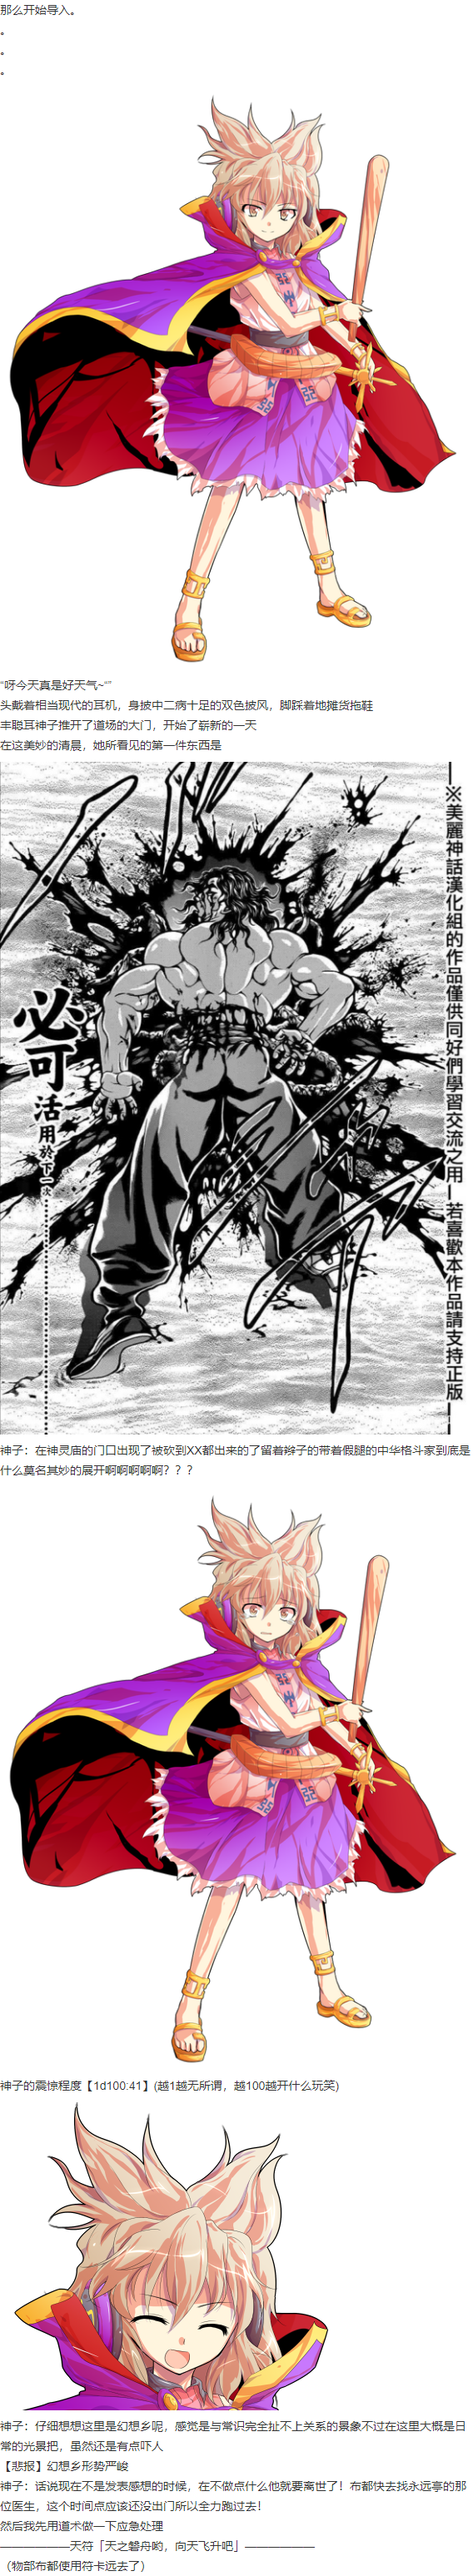 那么开始导入。
。
。
。
“呀今天真是好天气~“”
头戴着相当现代的耳机，身披中二病十足的双色披风，脚踩着地摊货拖鞋
丰聪耳神子推开了道场的大门，开始了崭新的一天
在这美妙的清晨，她所看见的第一件东西是
※美麗神話漢化組的作品僅供同好們學習交流之用—若喜歡本作品請支持正版—
必可活用於下一次
神子：在神灵庙的门口出现了被砍到XX都出来的了留着辫子的带着假腿的中华格斗家到底是
什么莫名其妙的展开啊啊啊啊啊？？？
神子的震惊程度【1d100:41】(越1越无所谓，越100越开什么玩笑)
神子：仔细想想这里是幻想乡呢，感觉是与常识完全扯不上关系的景象不过在这里大概是日
常的光景把，虽然还是有点吓人
【悲报】幻想乡形势严峻
神子：话说现在不是发表感想的时候，在不做点什么他就要离世了！布都快去找永远亭的那
位医生，这个时间点应该还没出门所以全力跑过去！
然后我先用道术做一下应急处理
——————天符「天之磐舟哟，向天飞升吧」——————
（物部布都使用符卡远去了）